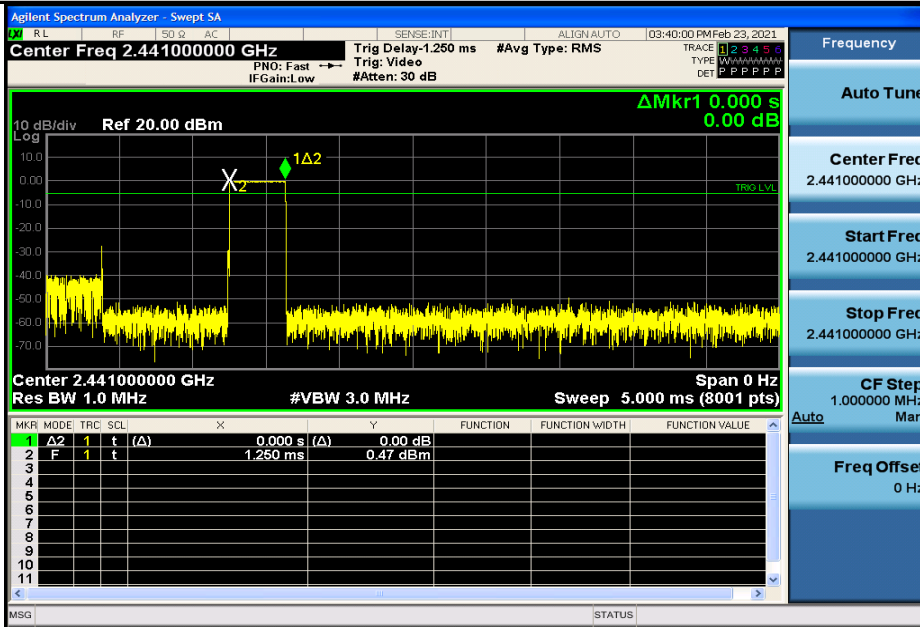 Agilent Spectrum Analyzer - Swept SA
LXI RL RF 50 Ω AC SENSE:INT ALIGN AUTO 03:40:00 PM Feb 23, 2021
Center Freq 2.441000000 GHz
PNO: Fast
IFGain:Low
Trig Delay-1.250 ms
Trig: Video
#Atten: 30 dB
#Avg Type: RMS
TRACE 1 2 3 4 5 6
TYPE WWWWWW
DET P P P P P P
ΔMkr1 0.000 s
0.00 dB
10 dB/div Ref 20.00 dBm
Log
10.0
1Δ2
0.00
2
TRIG LVL
-10.0
-20.0
-30.0
-40.0
-50.0
-60.0
-70.0
Center 2.441000000 GHz Span 0 Hz
Res BW 1.0 MHz #VBW 3.0 MHz Sweep 5.000 ms (8001 pts)
MKR MODE TRC SCL X Y FUNCTION FUNCTION WIDTH FUNCTION VALUE
1 Δ2 1 t (Δ) 0.000 s (Δ) 0.00 dB
2 F 1 t 1.250 ms 0.47 dBm
3
4
5
6
7
8
9
10
11
MSG STATUS
Frequency
Auto Tune
Center Freq
2.441000000 GHz
Start Freq
2.441000000 GHz
Stop Freq
2.441000000 GHz
CF Step
1.000000 MHz
Auto Man
Freq Offset
0 Hz